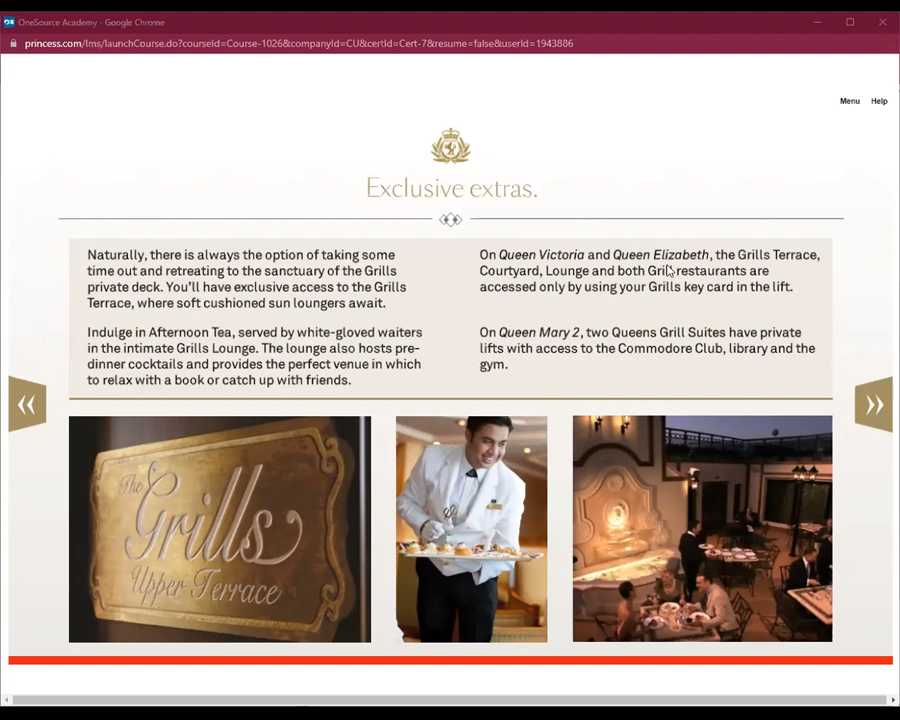 OneSource Academy - Google Chrome
princess.com/lms/launchCourse.do?courseId=Course-1026&companyId=CU&certId=Cert-7&resume=false&userId=1943886
Menu Help
Exclusive extras.
Naturally, there is always the option of taking some
time out and retreating to the sanctuary of the Grills
private deck. You'll have exclusive access to the Grills
Terrace, where soft cushioned sun loungers await.
Indulge in Afternoon Tea, served by white-gloved waiters
in the intimate Grills Lounge. The lounge also hosts pre-
dinner cocktails and provides the perfect venue in which
to relax with a book or catch up with friends.
On Queen Victoria and Queen Elizabeth, the Grills Terrace,
Courtyard, Lounge and both Grill restaurants are
accessed only by using your Grills key card in the lift.
On Queen Mary 2, two Queens Grill Suites have private
lifts with access to the Commodore Club, library and the
gym.
The
Grills
Upper Terrace